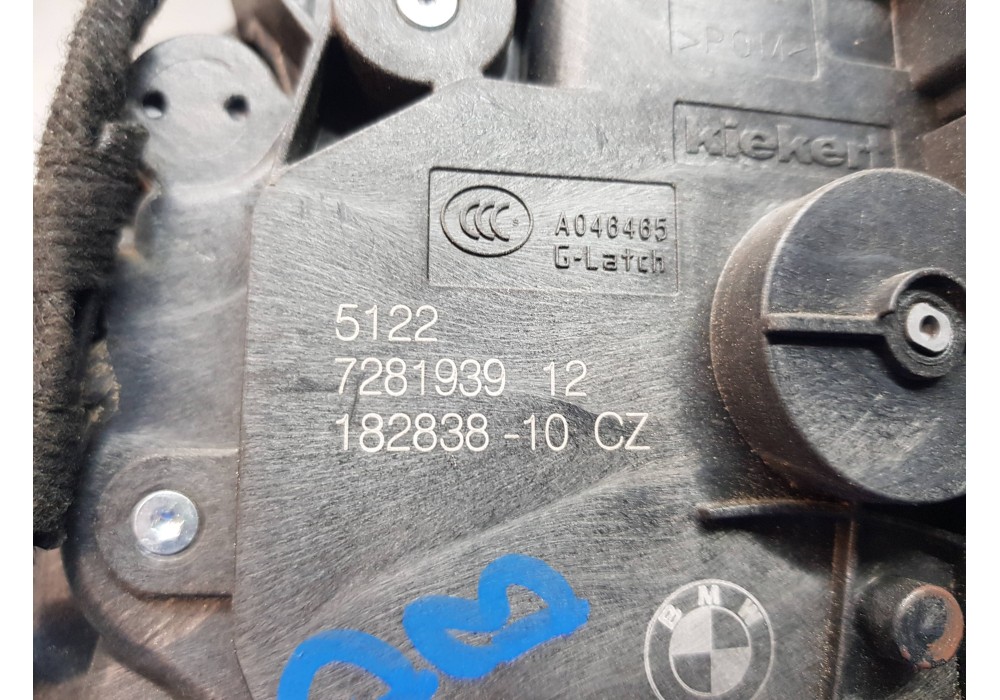 >POM<
Kiekert
CCC
A046465
G-Latch
5122
7281939 12
182838 -10 CZ
BMW